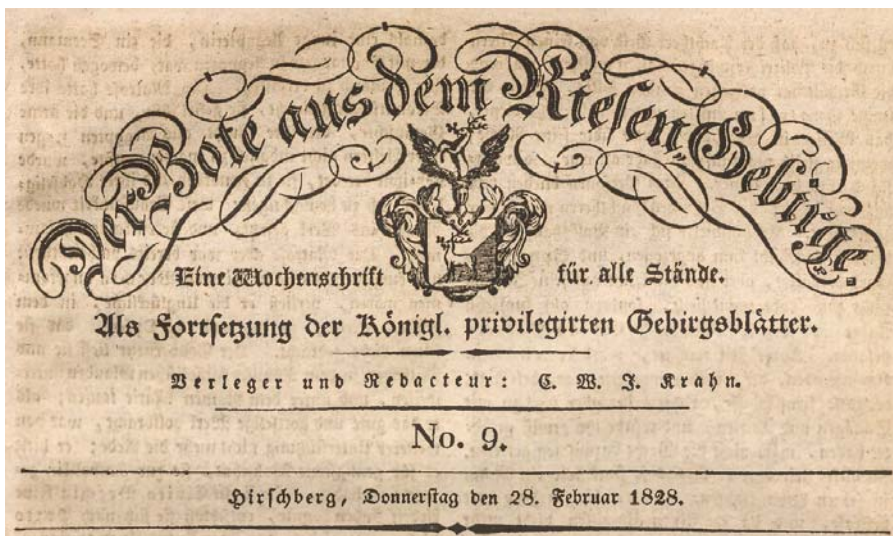 Der Bote aus dem Riesen-Gebirge.
Eine Wochenschrift für alle Stände.
Als Fortsetzung der Königl. privilegirten Gebirgsblätter.
Verleger und Redacteur: C. W. J. Krahn.
No. 9.
Hirschberg, Donnerstag den 28. Februar 1828.